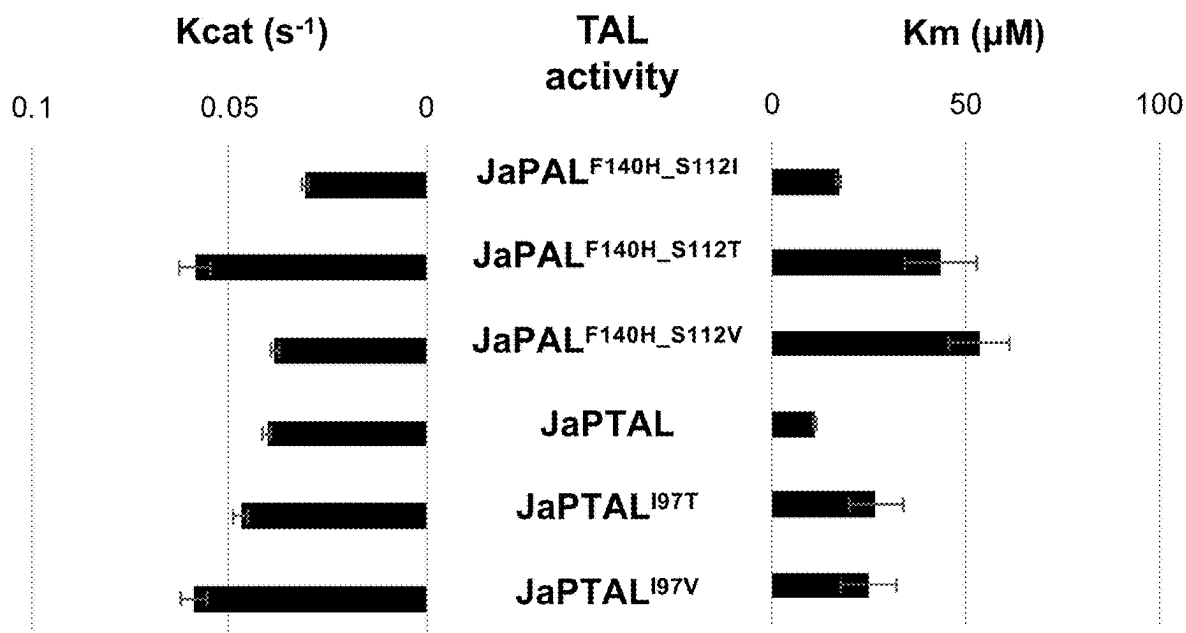 Kcat (s-1) TAL activity Km (µM)
0.1 0.05 0 0 50 100
JaPALF140H_S112I
JaPALF140H_S112T
JaPALF140H_S112V
JaPTAL
JaPTALI97T
JaPTALI97V